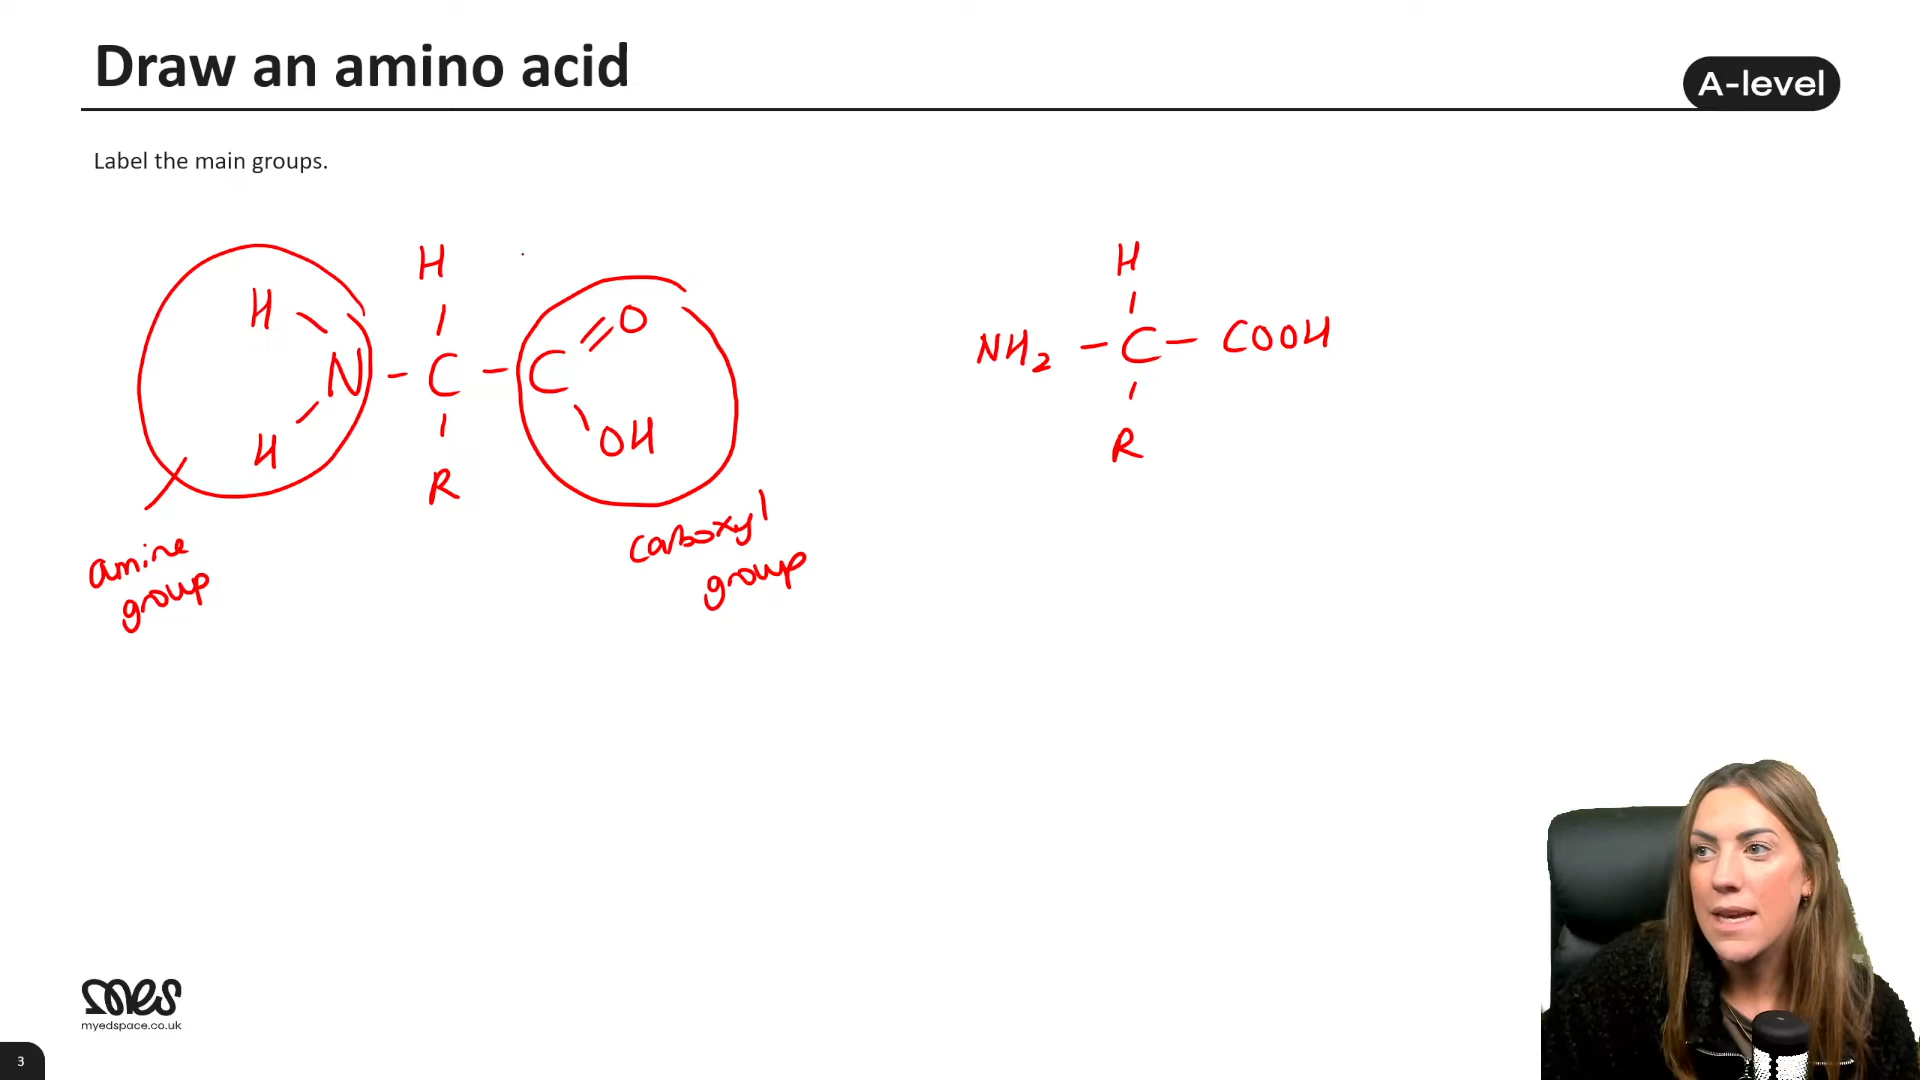 Draw an amino acid
A-level
Label the main groups.
H
H
O
N - C - C
H
OH
R
amine
group
carboxyl
group
H
NH₂ - C - COOH
R
mes
myedspace.co.uk
3